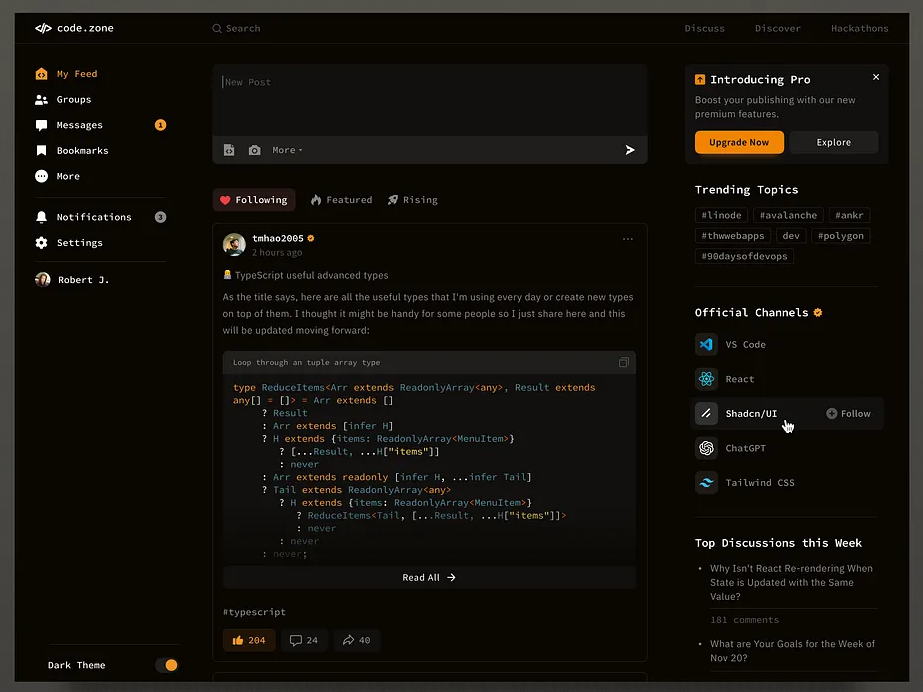 </> code.zone
Search
Discuss
Discover
Hackathons
My Feed
Groups
Messages
1
Bookmarks
More
Notifications
3
Settings
Robert J.
Dark Theme
New Post
More
Following
Featured
Rising
tmhao2005
2 hours ago
TypeScript useful advanced types
As the title says, here are all the useful types that I'm using every day or create new types
on top of them. I thought it might be handy for some people so I just share here and this
will be updated moving forward:
Loop through an tuple array type
type ReduceItems<Arr extends ReadonlyArray<any>, Result extends
any[] = []> = Arr extends []
? Result
: Arr extends [infer H]
? H extends {items: ReadonlyArray<MenuItem>}
? [...Result, ...H["items"]]
: never
: Arr extends readonly [infer H, ...infer Tail]
? Tail extends ReadonlyArray<any>
? H extends {items: ReadonlyArray<MenuItem>}
? ReduceItems<Tail, [...Result, ...H["items"]]>
: never
: never
: never;
Read All →
#typescript
204
24
40
Introducing Pro
Boost your publishing with our new
premium features.
Upgrade Now
Explore
Trending Topics
#linode
#avalanche
#ankr
#thwwebapps
dev
#polygon
#90daysofdevops
Official Channels
VS Code
React
Shadcn/UI
Follow
ChatGPT
Tailwind CSS
Top Discussions this Week
• Why Isn't React Re-rendering When
State is Updated with the Same
Value?
181 comments
• What are Your Goals for the Week of
Nov 20?